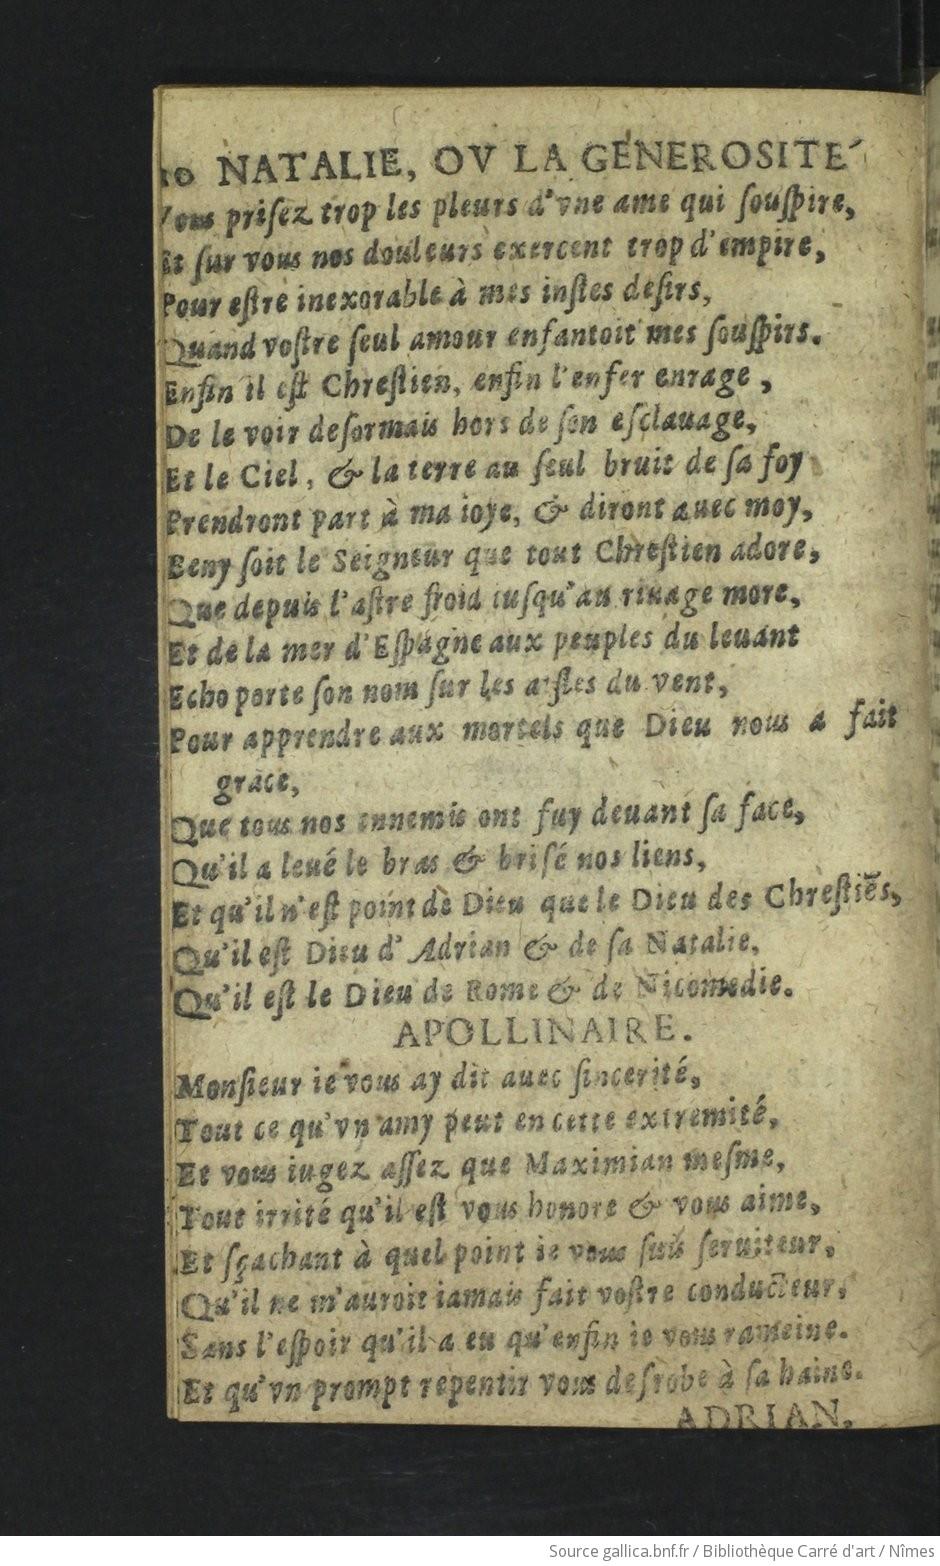 10 NATALIE, OV LA GENEROSITE´
Vous priſez trop les pleurs d'vne ame qui ſouſpire,
Et ſur vous nos douleurs exercent trop d'empire,
Pour eſtre inexorable à mes iuſtes deſirs,
Quand voſtre ſeul amour enfantoit mes ſouſpirs.
Enfin il eſt Chreſtien, enfin l'enfer enrage,
De le voir deſormais hors de ſon eſclauage,
Et le Ciel, & la terre au ſeul bruit de ſa foy
Prendront part à ma ioye, & diront auec moy,
Beny ſoit le Seigneur que tout Chreſtien adore,
Que depuis l'aſtre froid iuſqu'au riuage more,
Et de la mer d'Eſpagne aux peuples du leuant
Echo porte ſon nom ſur les aiſles du vent,
Pour apprendre aux mortels que Dieu nous a fait
grace,
Que tous nos ennemis ont fuy deuant ſa face,
Qu'il a leué le bras & briſé nos liens,
Et qu'il n'eſt point de Dieu que le Dieu des Chreſtiēs,
Qu'il eſt Dieu d'Adrian & de ſa Natalie,
Qu'il eſt le Dieu de Rome & de Nicomedie.
APOLLINAIRE.
Monſieur ie vous ay dit auec ſincerité,
Tout ce qu'vn amy peut en cette extremité,
Et vous iugez aſſez que Maximian meſme,
Tout irrité qu'il eſt vous honore & vous aime,
Et ſçachant à quel point ie vous ſuis ſeruiteur,
Qu'il ne m'auroit iamais fait voſtre conducteur,
Sans l'eſpoir qu'il a eu qu'enfin ie vous rameine.
Et qu'vn prompt repentir vous deſrobe à ſa haine.
ADRIAN,
Source gallica.bnf.fr / Bibliothèque Carré d'art / Nîmes